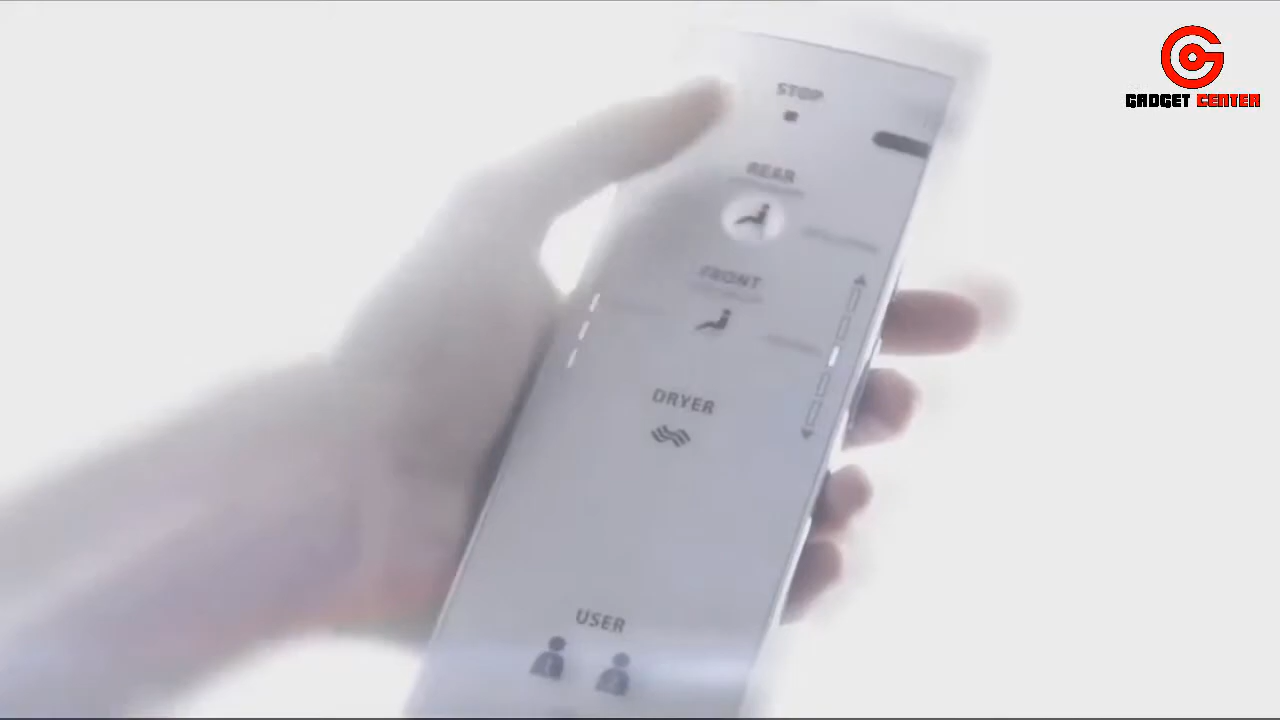 GADGET CENTER
STOP
REAR
FRONT
DRYER
USER